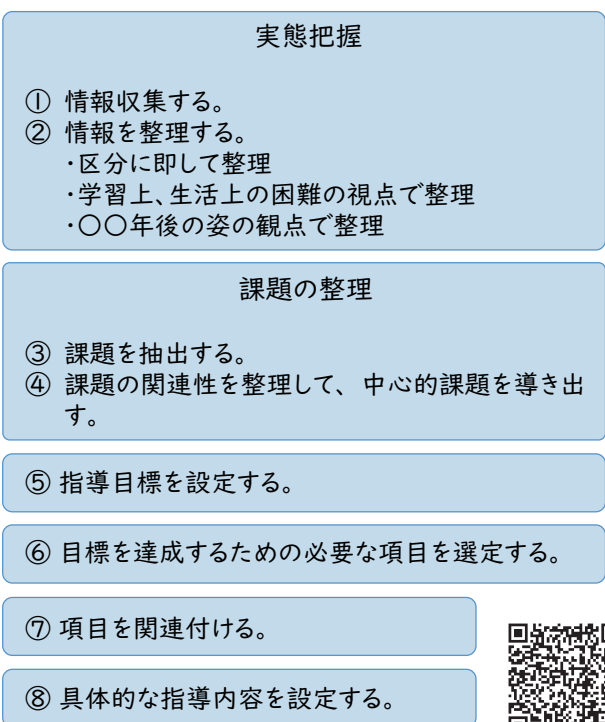 実態把握
① 情報収集する。
② 情報を整理する。
・区分に即して整理
・学習上、生活上の困難の視点で整理
・〇〇年後の姿の観点で整理
課題の整理
③ 課題を抽出する。
④ 課題の関連性を整理して、中心的課題を導き出
す。
⑤ 指導目標を設定する。
⑥ 目標を達成するための必要な項目を選定する。
⑦ 項目を関連付ける。
⑧ 具体的な指導内容を設定する。